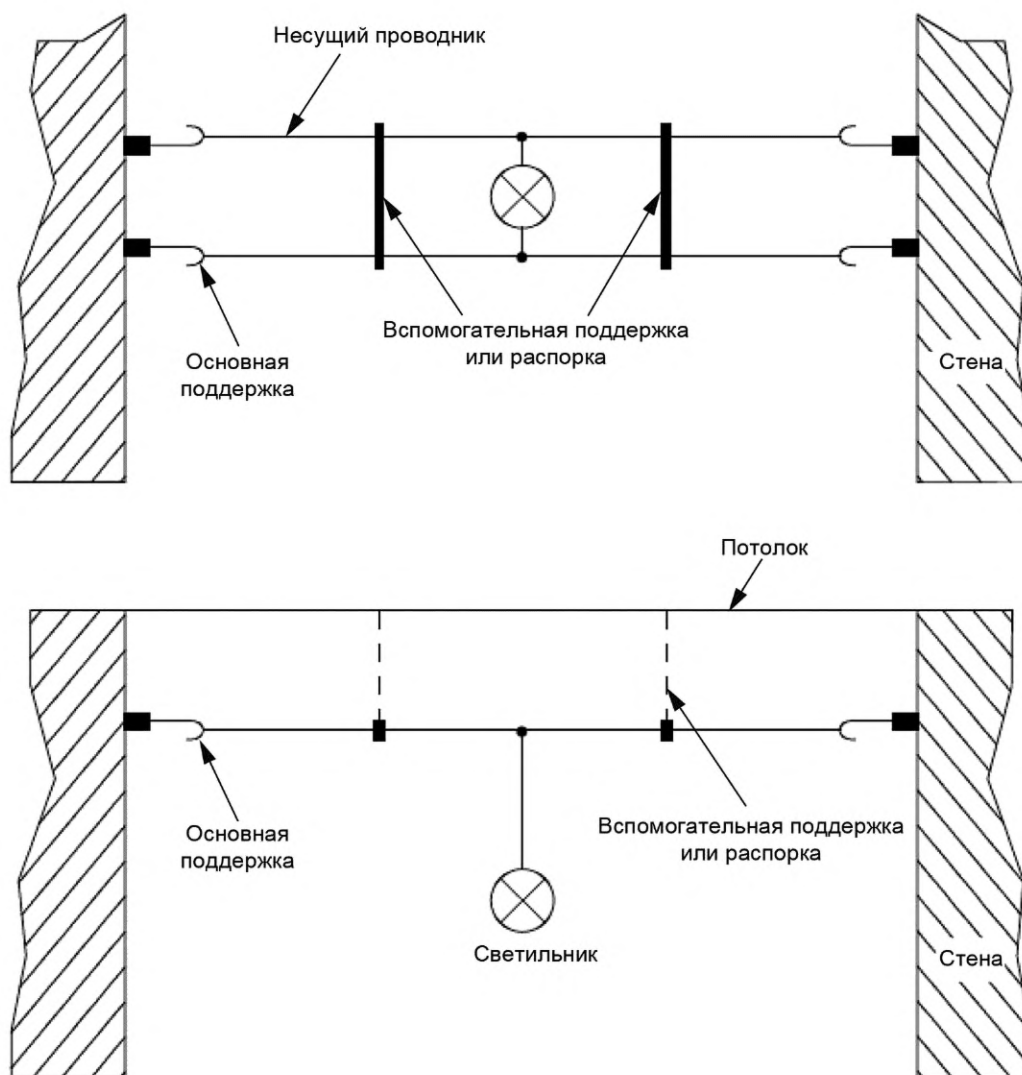 Несущий проводник
Вспомогательная поддержка
или распорка
Основная
поддержка
Стена
Потолок
Основная
поддержка
Вспомогательная поддержка
или распорка
Светильник
Стена